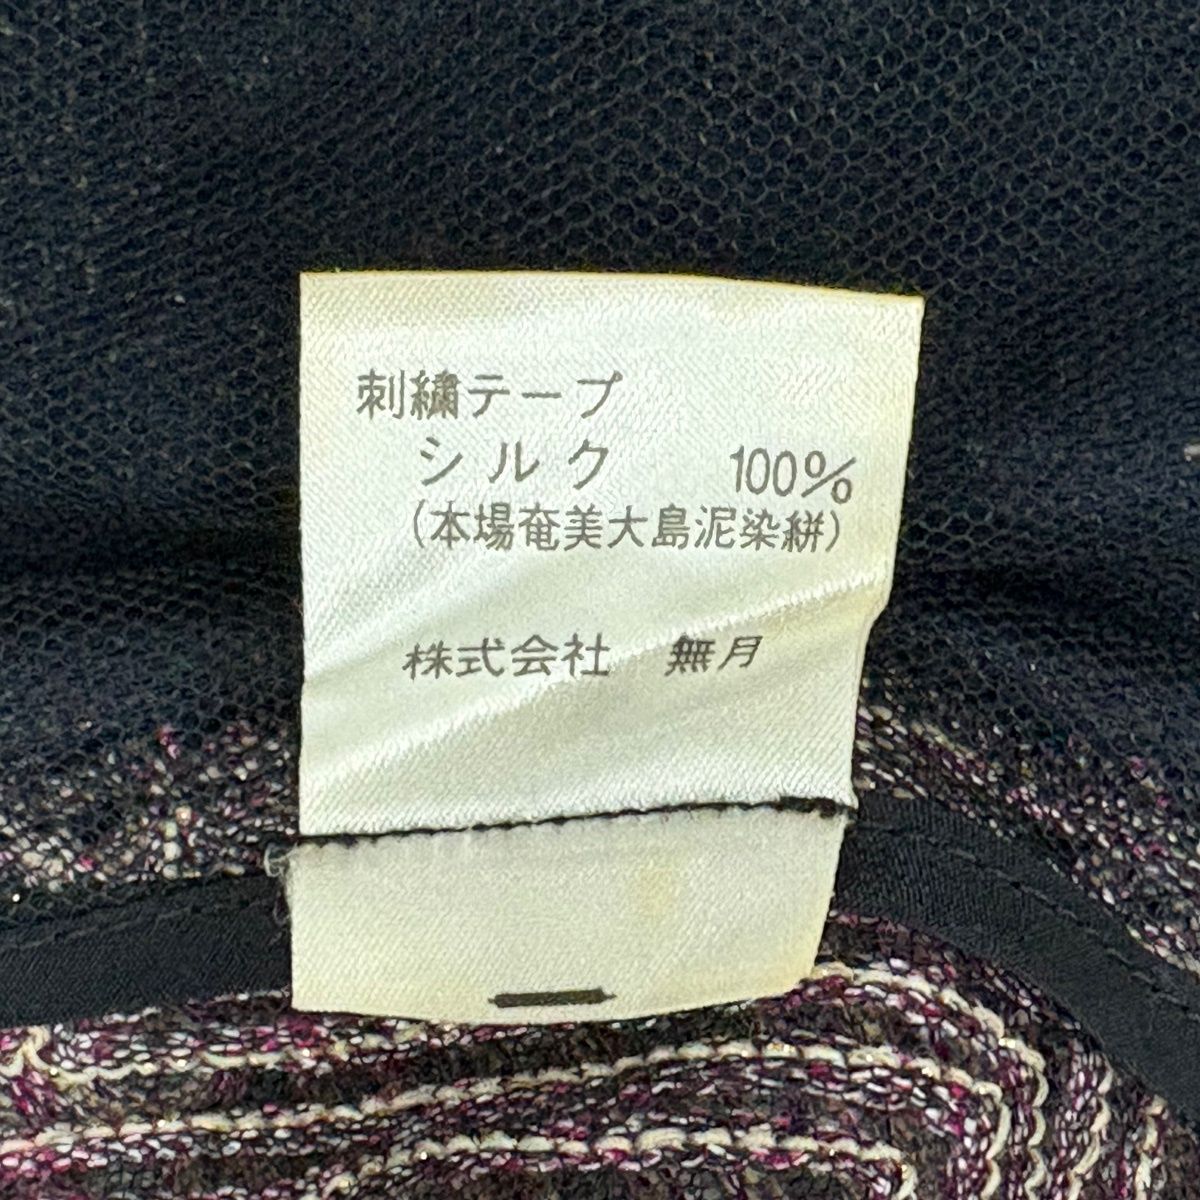 刺繍テープ
シルク 100%
(本場奄美大島泥染絣)
株式会社 無月